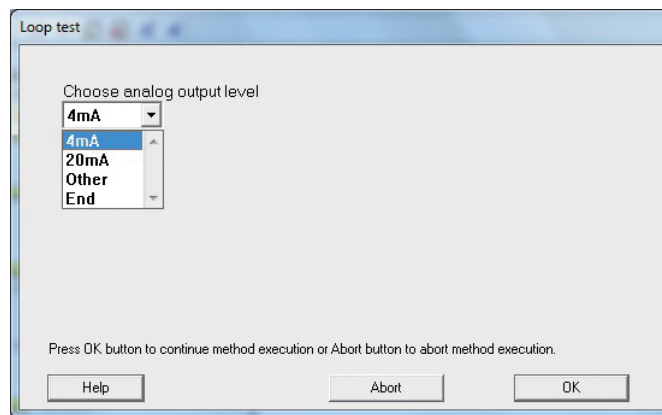 Loop test
Choose analog output level
4mA
4mA
20mA
Other
End
Press OK button to continue method execution or Abort button to abort method execution.
Help Abort OK